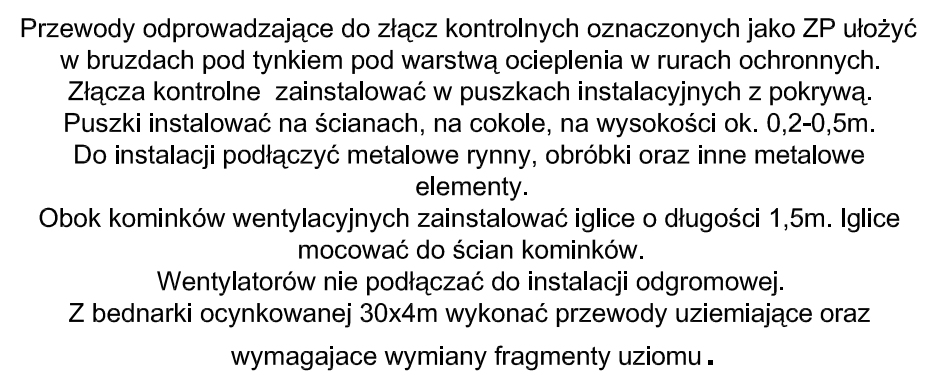 Przewody odprowadzające do złącz kontrolnych oznaczonych jako ZP ułożyć
w bruzdach pod tynkiem pod warstwą ocieplenia w rurach ochronnych.
Złącza kontrolne  zainstalować w puszkach instalacyjnych z pokrywą.
Puszki instalować na ścianach, na cokole, na wysokości ok. 0,2-0,5m.
Do instalacji podłączyć metalowe rynny, obróbki oraz inne metalowe
elementy.
Obok kominków wentylacyjnych zainstalować iglice o długości 1,5m. Iglice
mocować do ścian kominków.
Wentylatorów nie podłączać do instalacji odgromowej.
Z bednarki ocynkowanej 30x4m wykonać przewody uziemiające oraz
wymagajace wymiany fragmenty uziomu.